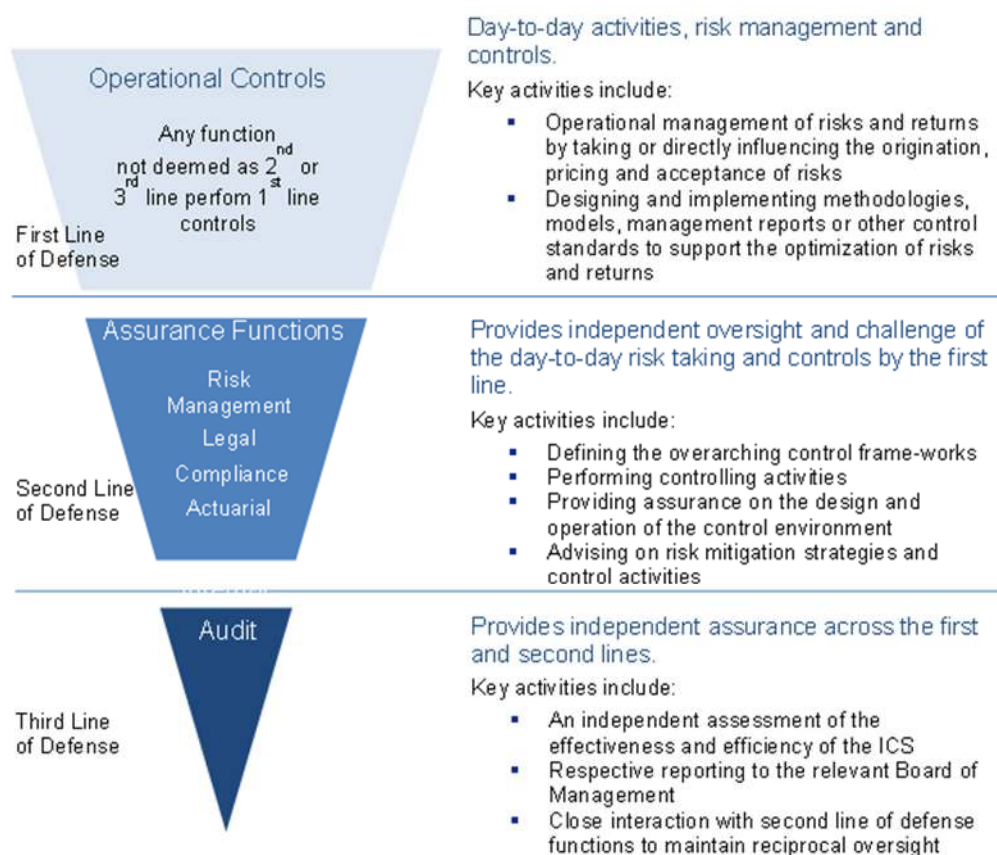 Operational Controls
Any function
not deemed as 2nd or
3rd line perfom 1st line
controls
First Line
of Defense
Day-to-day activities, risk management and
controls.
Key activities include:
▪ Operational management of risks and returns
by taking or directly influencing the origination,
pricing and acceptance of risks
▪ Designing and implementing methodologies,
models, management reports or other control
standards to support the optimization of risks
and returns
Assurance Functions
Risk
Management
Legal
Compliance
Actuarial
Second Line
of Defense
Provides independent oversight and challenge of
the day-to-day risk taking and controls by the first
line.
Key activities include:
▪ Defining the overarching control frame-works
▪ Performing controlling activities
▪ Providing assurance on the design and
operation of the control environment
▪ Advising on risk mitigation strategies and
control activities
Audit
Third Line
of Defense
Provides independent assurance across the first
and second lines.
Key activities include:
▪ An independent assessment of the
effectiveness and efficiency of the ICS
▪ Respective reporting to the relevant Board of
Management
▪ Close interaction with second line of defense
functions to maintain reciprocal oversight